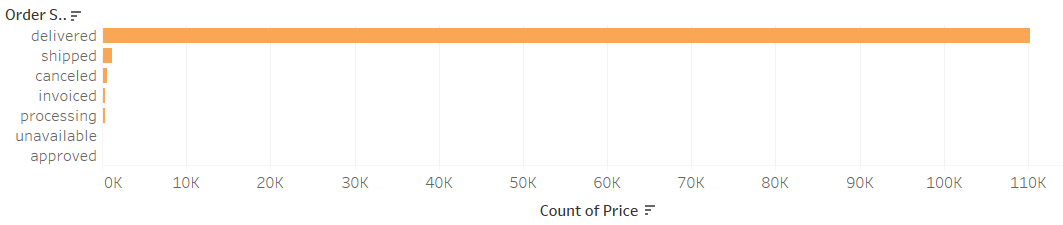 Order S..
delivered
shipped
canceled
invoiced
processing
unavailable
approved
0K 10K 20K 30K 40K 50K 60K 70K 80K 90K 100K 110K
Count of Price